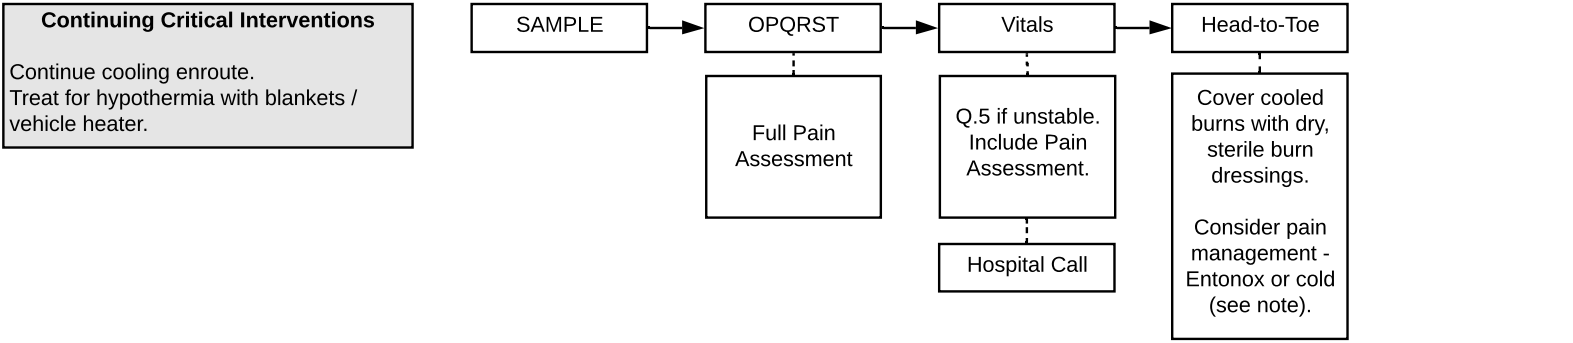 Continuing Critical Interventions
Continue cooling enroute.
Treat for hypothermia with blankets /
vehicle heater.
SAMPLE
OPQRST
Vitals
Head-to-Toe
Full Pain
Assessment
Q.5 if unstable.
Include Pain
Assessment.
Hospital Call
Cover cooled
burns with dry,
sterile burn
dressings.
Consider pain
management -
Entonox or cold
(see note).